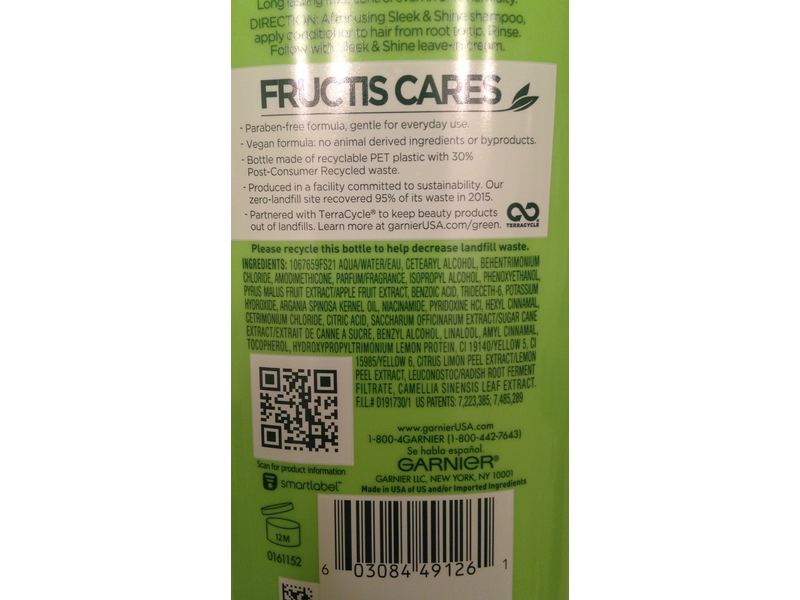 DIRECTION: After using Sleek & Shine shampoo,
apply conditioner to hair from root to tip. Rinse.
Follow with Sleek & Shine leave-in cream.
FRUCTIS CARES
- Paraben-free formula, gentle for everyday use.
- Vegan formula: no animal derived ingredients or byproducts.
- Bottle made of recyclable PET plastic with 30%
Post-Consumer Recycled waste.
- Produced in a facility committed to sustainability. Our
zero-landfill site recovered 95% of its waste in 2015.
- Partnered with TerraCycle® to keep beauty products
out of landfills. Learn more at garnierUSA.com/green.
TERRACYCLE
Please recycle this bottle to help decrease landfill waste.
INGREDIENTS: 1067659FS21 AQUA/WATER/EAU, CETEARYL ALCOHOL, BEHENTRIMONIUM
CHLORIDE, AMODIMETHICONE, PARFUM/FRAGRANCE, ISOPROPYL ALCOHOL, PHENOXYETHANOL,
PYRUS MALUS FRUIT EXTRACT/APPLE FRUIT EXTRACT, BENZOIC ACID, TRIDECETH-6, POTASSIUM
HYDROXIDE, ARGANIA SPINOSA KERNEL OIL, NIACINAMIDE, PYRIDOXINE HCI, HEXYL CINNAMAL,
CETRIMONIUM CHLORIDE, CITRIC ACID, SACCHARUM OFFICINARUM EXTRACT/SUGAR CANE
EXTRACT/EXTRAIT DE CANNE A SUCRE, BENZYL ALCOHOL, LINALOOL, AMYL CINNAMAL,
TOCOPHEROL, HYDROXYPROPYLTRIMONIUM LEMON PROTEIN, CI 19140/YELLOW 5, CI
15985/YELLOW 6, CITRUS LIMON PEEL EXTRACT/LEMON
PEEL EXTRACT, LEUCONOSTOC/RADISH ROOT FERMENT
FILTRATE, CAMELLIA SINENSIS LEAF EXTRACT.
F.I.L.# D191730/1 US PATENTS: 7,223,385; 7,485,289
www.garnierUSA.com
1-800-4GARNIER (1-800-442-7643)
Se habla español.
GARNIER®
GARNIER LLC, NEW YORK, NY 10001
Made in USA of US and/or Imported Ingredients
Scan for product information
smartlabel™
12M
0161152
6 03084 49126 1